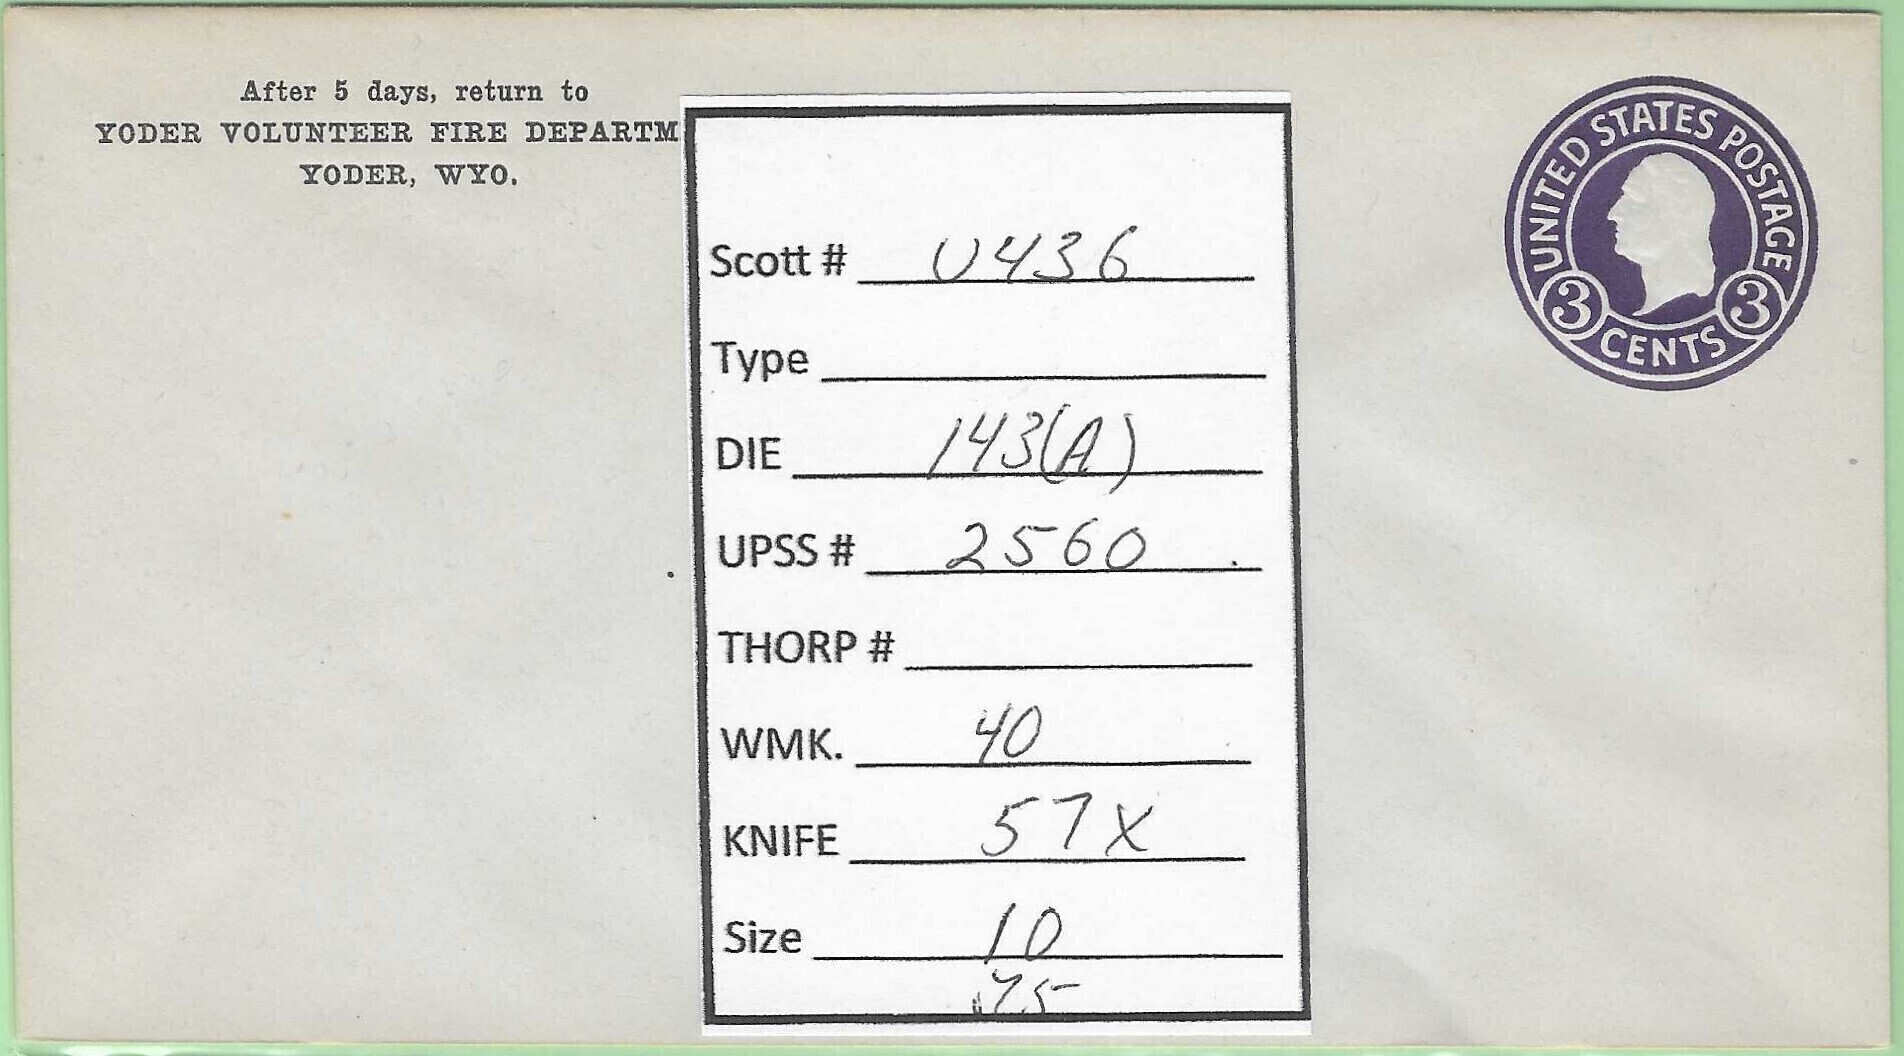 After 5 days, return to
YODER VOLUNTEER FIRE DEPARTM
YODER, WYO.
UNITED STATES POSTAGE
3 CENTS 3
Scott # U436
Type
DIE 143(A)
UPSS # 2560
THORP #
WMK. 40
KNIFE 57X
Size 10
.75